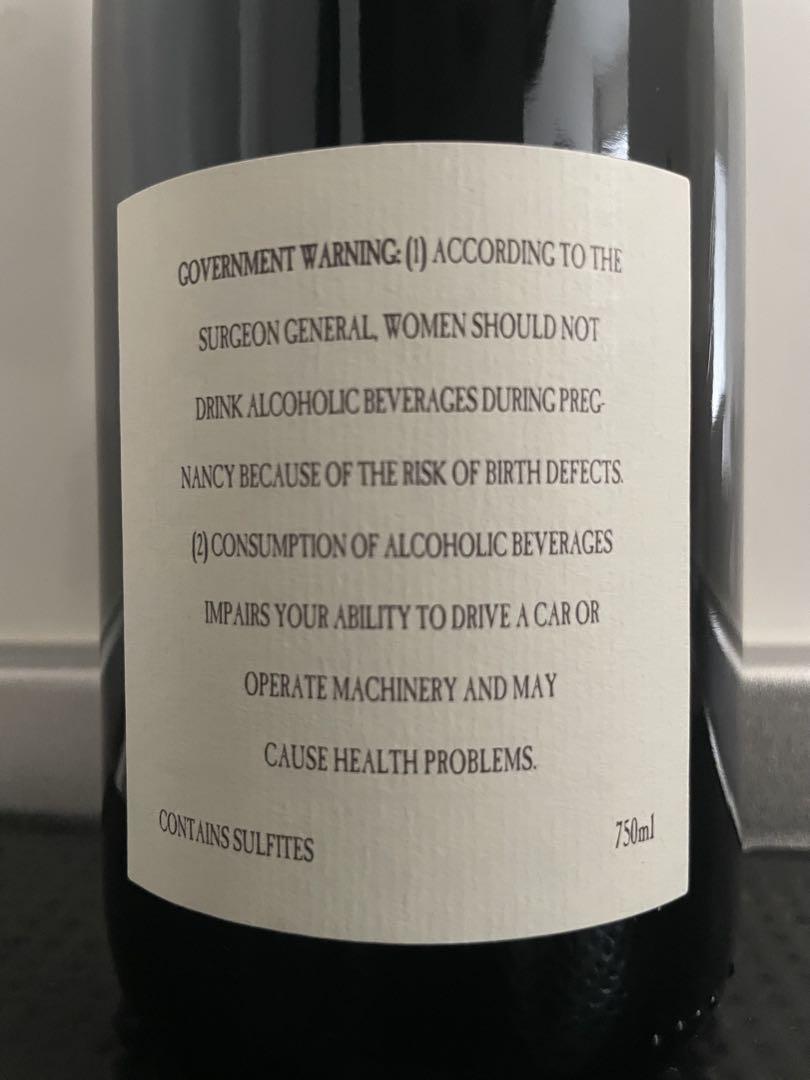 GOVERNMENT WARNING: (1) ACCORDING TO THE
SURGEON GENERAL, WOMEN SHOULD NOT
DRINK ALCOHOLIC BEVERAGES DURING PREG-
NANCY BECAUSE OF THE RISK OF BIRTH DEFECTS.
(2) CONSUMPTION OF ALCOHOLIC BEVERAGES
IMPAIRS YOUR ABILITY TO DRIVE A CAR OR
OPERATE MACHINERY AND MAY
CAUSE HEALTH PROBLEMS.
CONTAINS SULFITES
750ml